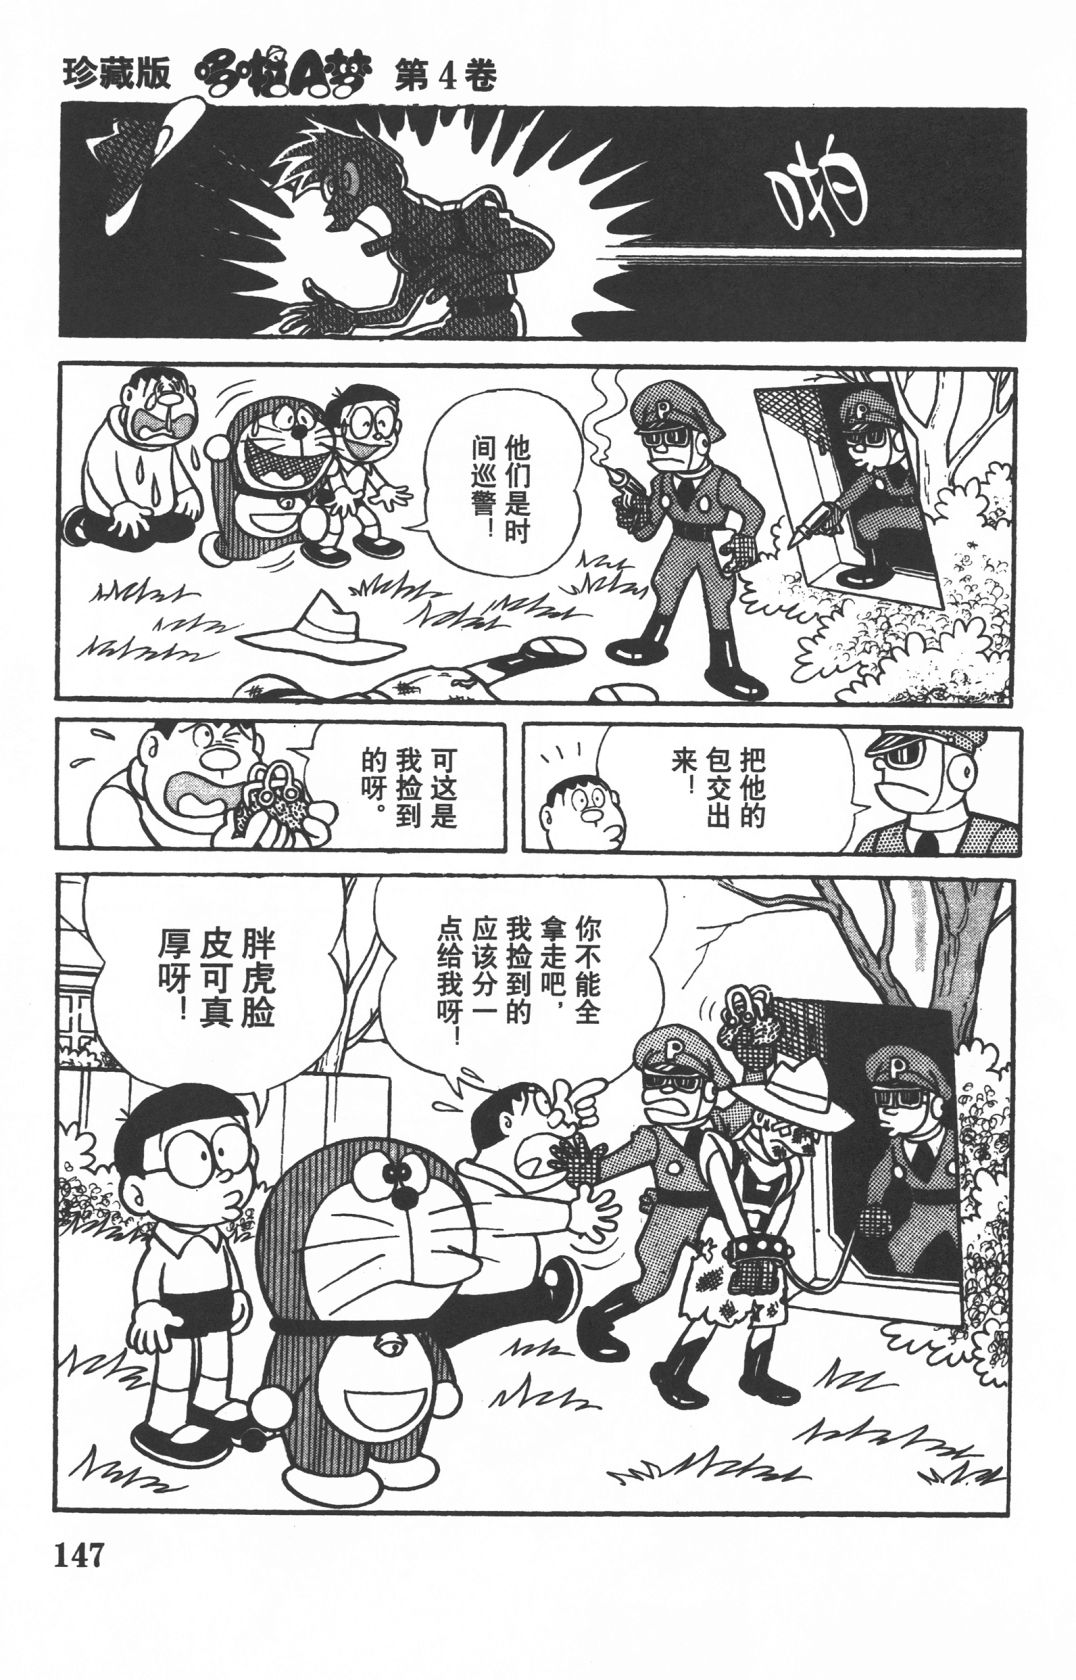 珍藏版 哆啦A梦 第4卷
啪
他们是时
间巡警！
把他的
包交出
来！
可这是
我捡到
的呀。
你不能全
拿走吧，
我捡到的
应该分一
点给我呀！
胖虎脸
皮可真
厚呀！
P
P
P
P
147